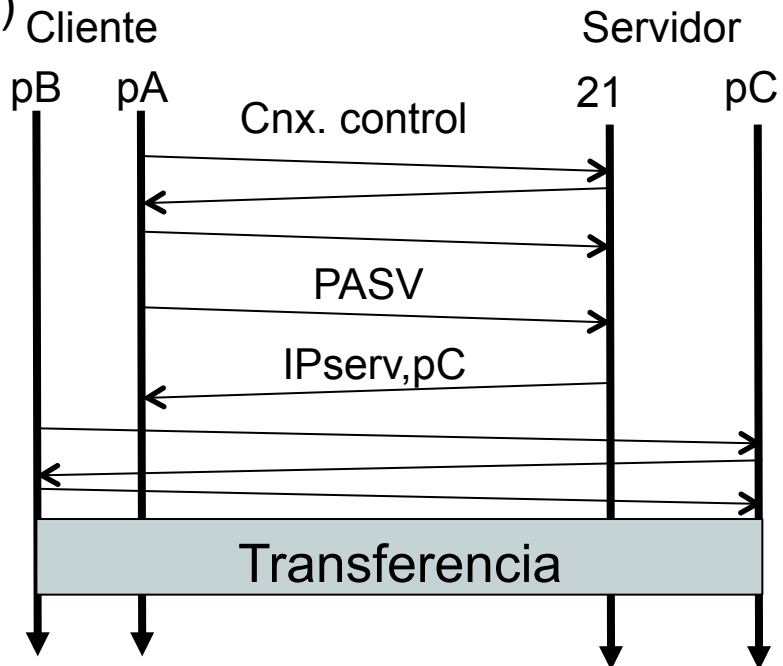 )
Cliente Servidor
pB pA 21 pC
Cnx. control
PASV
IPserv,pC
Transferencia